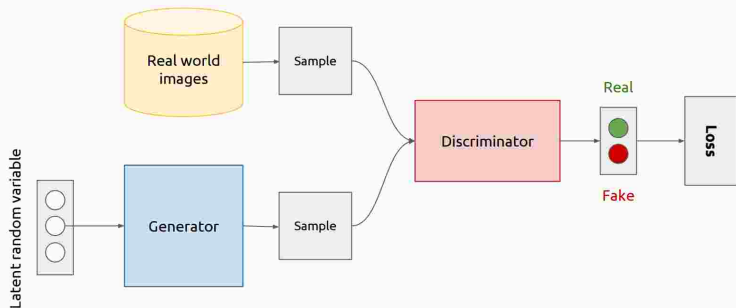 Real world
images
Sample
Real
Discriminator
Loss
Fake
Latent random variable
Generator
Sample